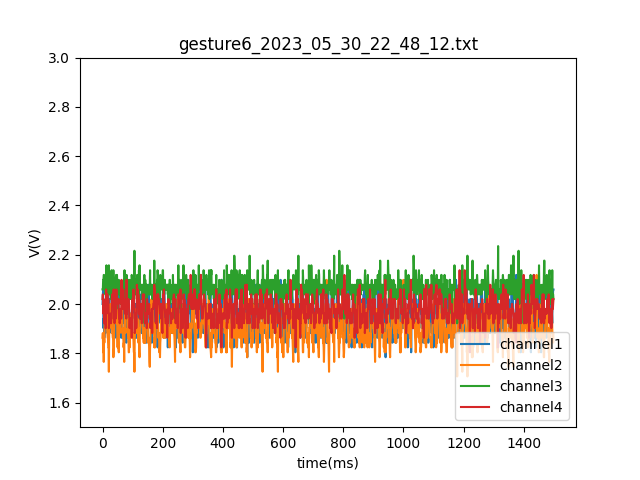 gesture6_2023_05_30_22_48_12.txt
3.0
2.8
2.6
2.4
2.2
2.0
1.8
1.6
V(V)
channel1
channel2
channel3
channel4
0 200 400 600 800 1000 1200 1400
time(ms)